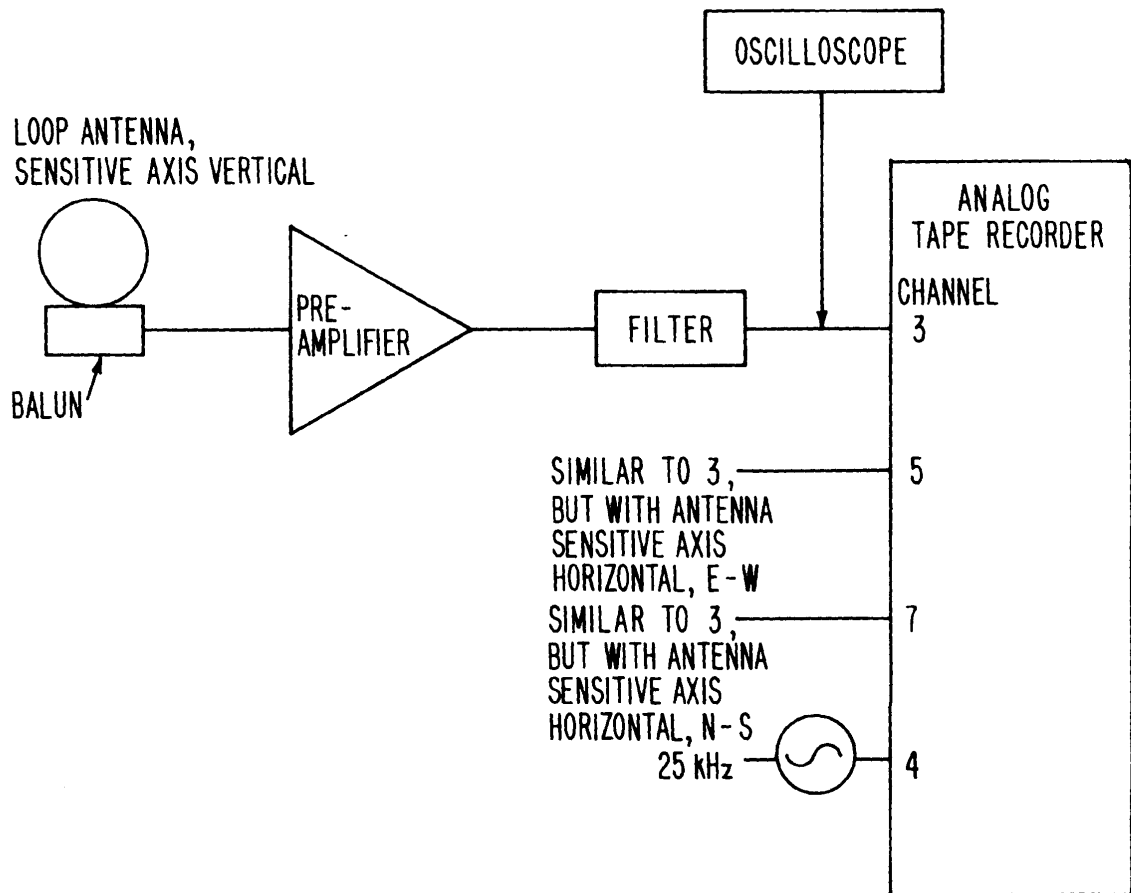 OSCILLOSCOPE
LOOP ANTENNA,
SENSITIVE AXIS VERTICAL
ANALOG
TAPE RECORDER
CHANNEL
PRE-
AMPLIFIER
FILTER
3
BALUN
SIMILAR TO 3,
BUT WITH ANTENNA
SENSITIVE AXIS
HORIZONTAL, E-W
5
SIMILAR TO 3,
BUT WITH ANTENNA
SENSITIVE AXIS
HORIZONTAL, N-S
7
25 kHz
4